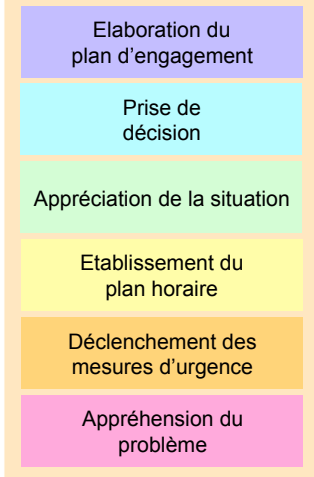 Elaboration du
plan d'engagement
Prise de
décision
Appréciation de la situation
Etablissement du
plan horaire
Déclenchement des
mesures d'urgence
Appréhension du
problème